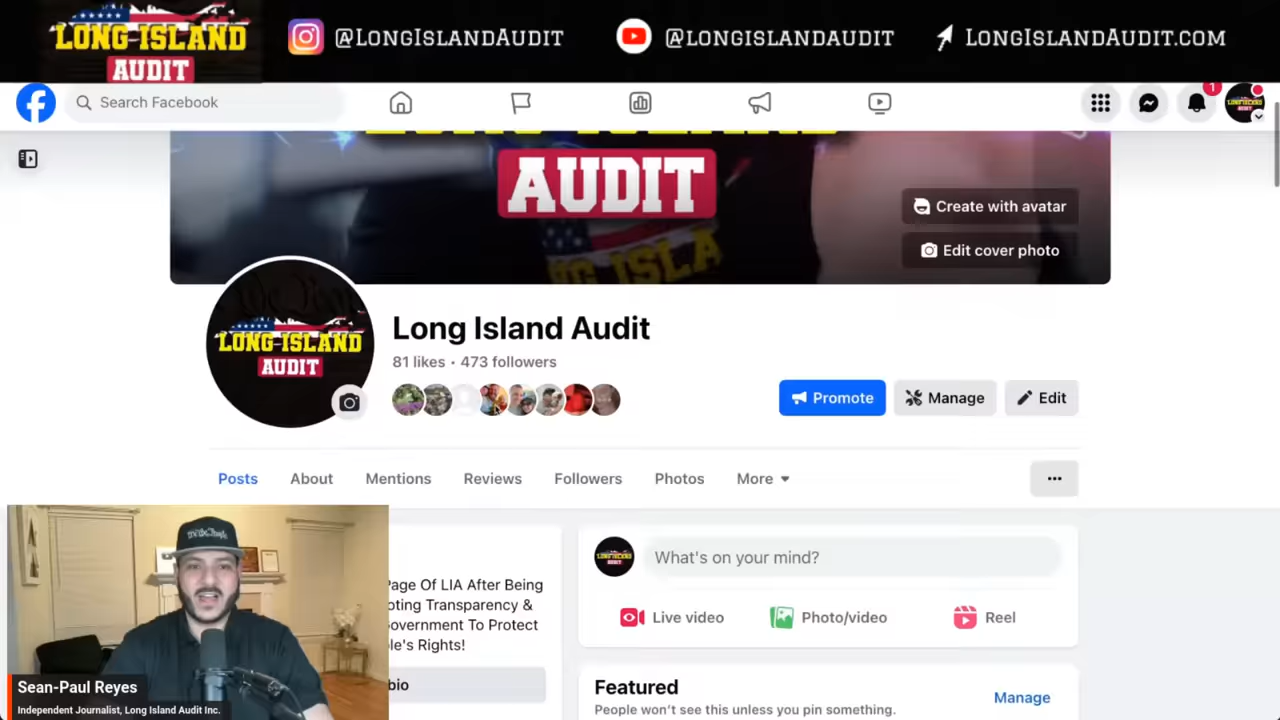 LONG ISLAND
AUDIT
@LongIslandAudit
@LongIslandAudit
LongIslandAudit.com
Search Facebook
1
AUDIT
Create with avatar
Edit cover photo
LONG ISLAND
AUDIT
Long Island Audit
81 likes · 473 followers
Promote
Manage
Edit
Posts
About
Mentions
Reviews
Followers
Photos
More
What's on your mind?
Page Of LIA After Being
oting Transparency &
overnment To Protect
le's Rights!
bio
Live video
Photo/video
Reel
Featured
Manage
People won't see this unless you pin something.
We the People
Sean-Paul Reyes
Independent Journalist, Long Island Audit Inc.